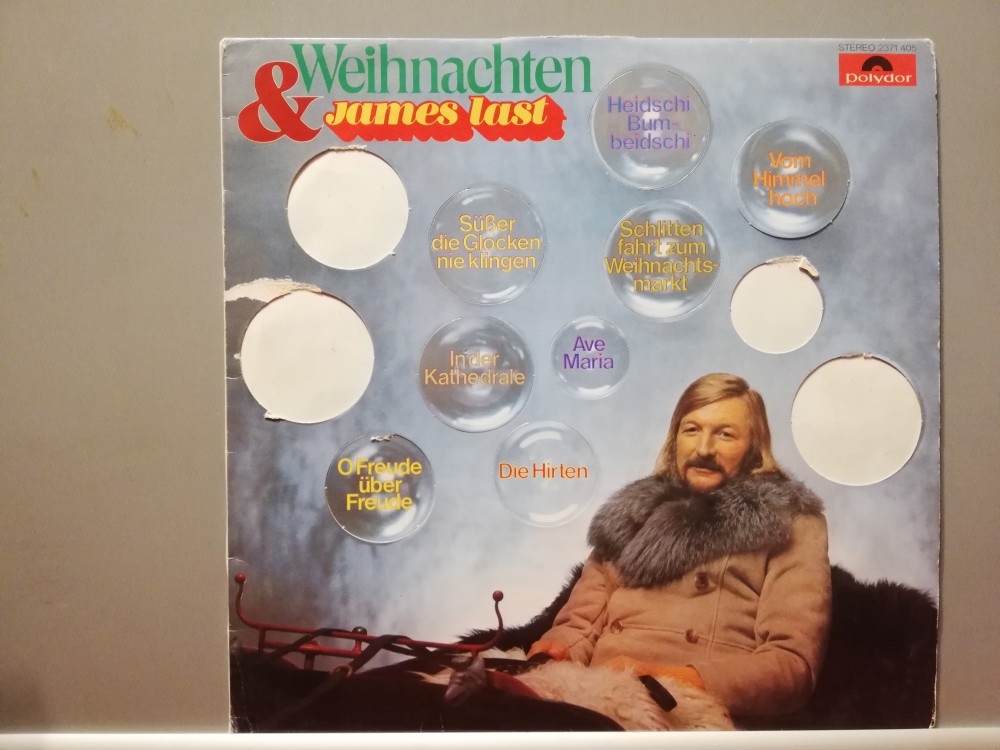 Weihnachten
& James last
STEREO 2371 405
polydor
Heidschi
Bum-
beidschi
Vom
Himmel
hoch
Süßer
die Glocken
nie klingen
Schlitten
fahrt zum
Weihnachts-
markt
In der
Kathedrale
Ave
Maria
O Freude
über
Freude
Die Hirten